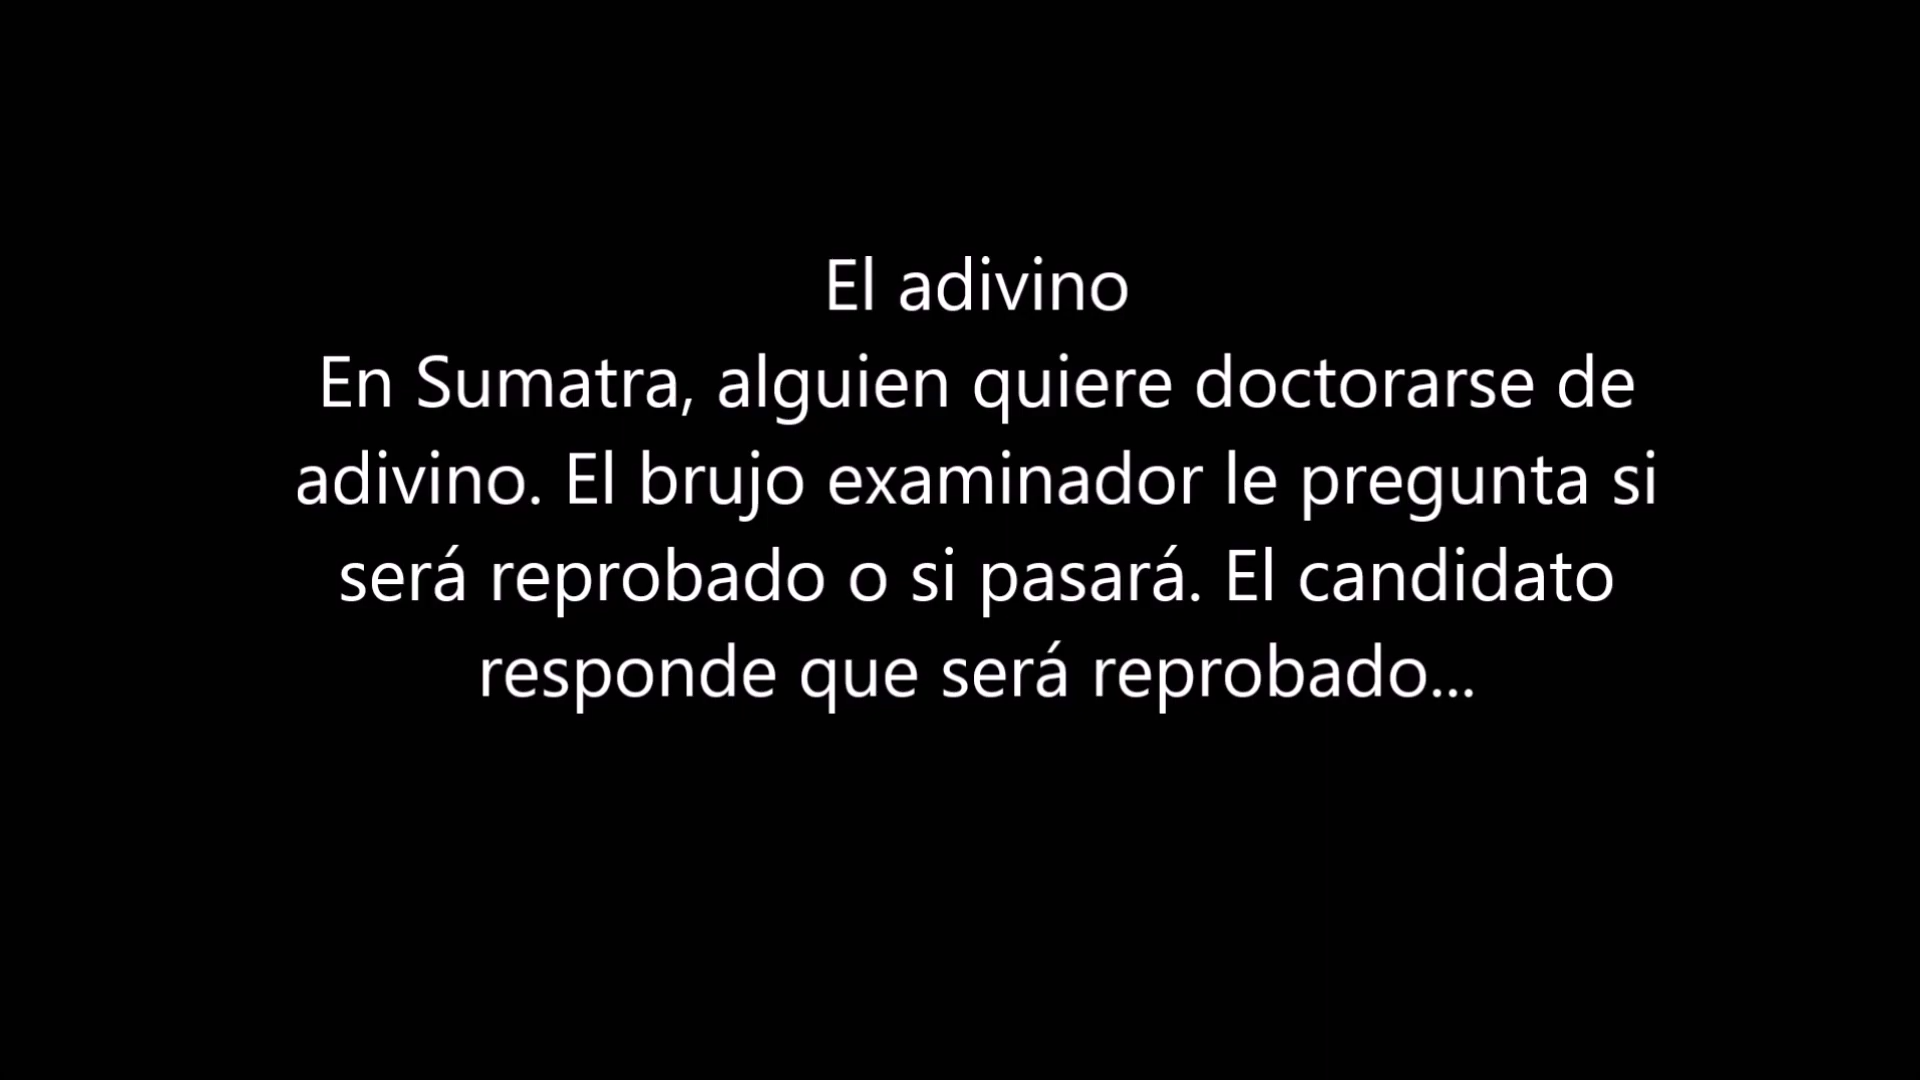 El adivino
En Sumatra, alguien quiere doctorarse de
adivino. El brujo examinador le pregunta si
será reprobado o si pasará. El candidato
responde que será reprobado...